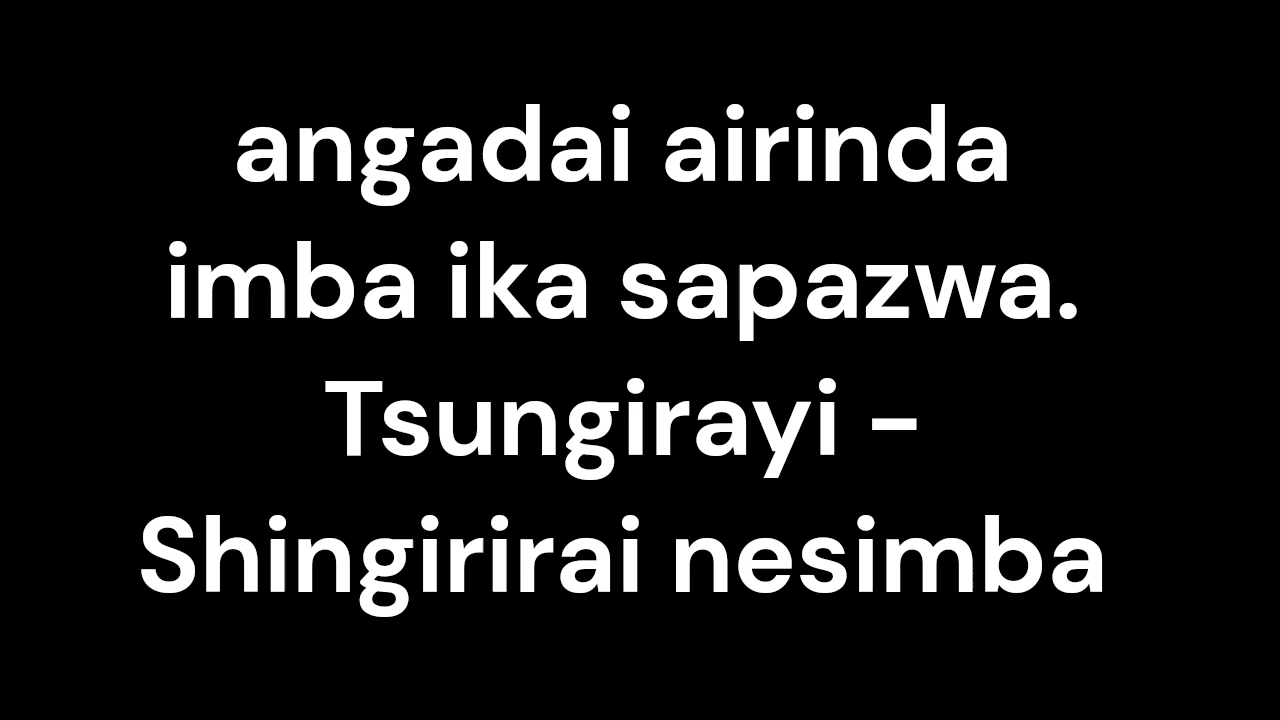 angadai airinda
imba ika sapazwa.
Tsungirayi -
Shingirirai nesimba